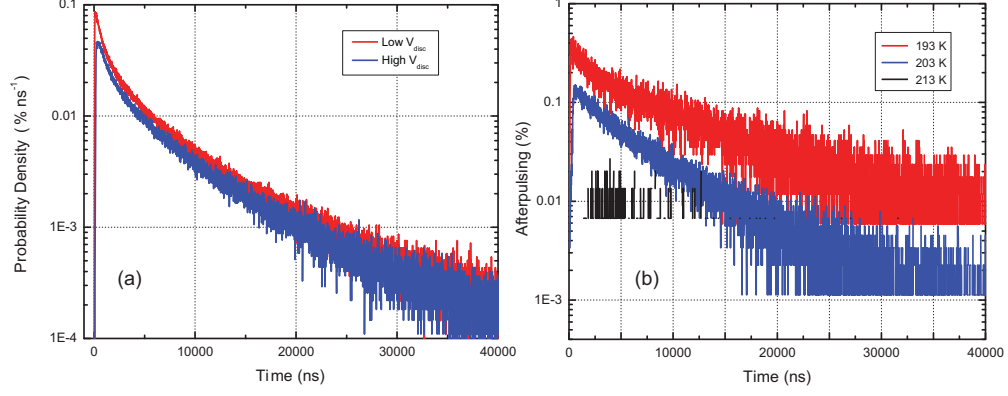 0.1
0.01
1E-3
1E-4
Probability Density (% ns⁻¹)
Low V_disc
High V_disc
(a)
0 10000 20000 30000 40000
Time (ns)
1
0.1
0.01
1E-3
Afterpulsing (%)
193 K
203 K
213 K
(b)
0 10000 20000 30000 40000
Time (ns)